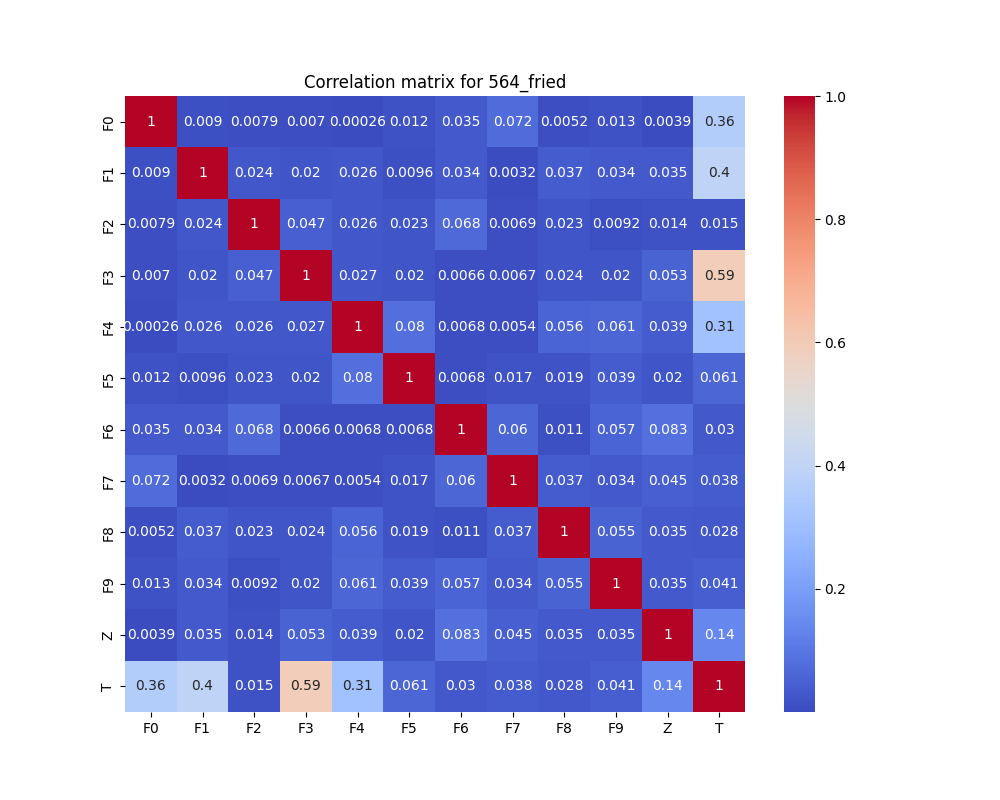 Correlation matrix for 564_fried
F0 1 0.009 0.0079 0.007 0.00026 0.012 0.035 0.072 0.0052 0.013 0.0039 0.36
F1 0.009 1 0.024 0.02 0.026 0.0096 0.034 0.0032 0.037 0.034 0.035 0.4
F2 0.0079 0.024 1 0.047 0.026 0.023 0.068 0.0069 0.023 0.0092 0.014 0.015
F3 0.007 0.02 0.047 1 0.027 0.02 0.0066 0.0067 0.024 0.02 0.053 0.59
F4 0.00026 0.026 0.026 0.027 1 0.08 0.0068 0.0054 0.056 0.061 0.039 0.31
F5 0.012 0.0096 0.023 0.02 0.08 1 0.0068 0.017 0.019 0.039 0.02 0.061
F6 0.035 0.034 0.068 0.0066 0.0068 0.0068 1 0.06 0.011 0.057 0.083 0.03
F7 0.072 0.0032 0.0069 0.0067 0.0054 0.017 0.06 1 0.037 0.034 0.045 0.038
F8 0.0052 0.037 0.023 0.024 0.056 0.019 0.011 0.037 1 0.055 0.035 0.028
F9 0.013 0.034 0.0092 0.02 0.061 0.039 0.057 0.034 0.055 1 0.035 0.041
Z 0.0039 0.035 0.014 0.053 0.039 0.02 0.083 0.045 0.035 0.035 1 0.14
T 0.36 0.4 0.015 0.59 0.31 0.061 0.03 0.038 0.028 0.041 0.14 1
F0 F1 F2 F3 F4 F5 F6 F7 F8 F9 Z T
1.0
0.8
0.6
0.4
0.2